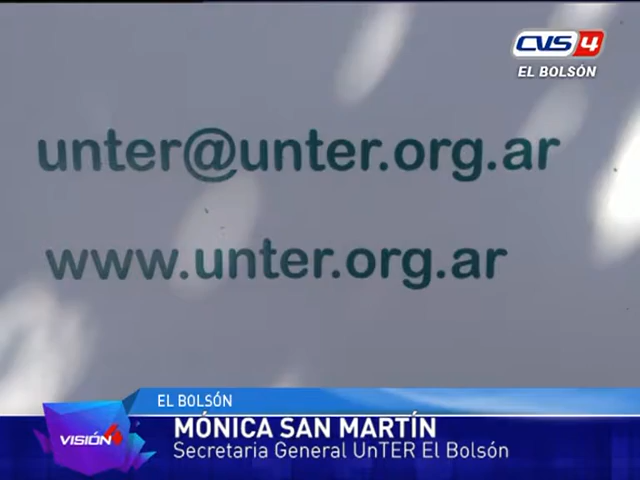 CVS 4
EL BOLSÓN
unter@unter.org.ar
www.unter.org.ar
EL BOLSÓN
MÓNICA SAN MARTÍN
Secretaria General UnTER El Bolsón
VISIÓN 4